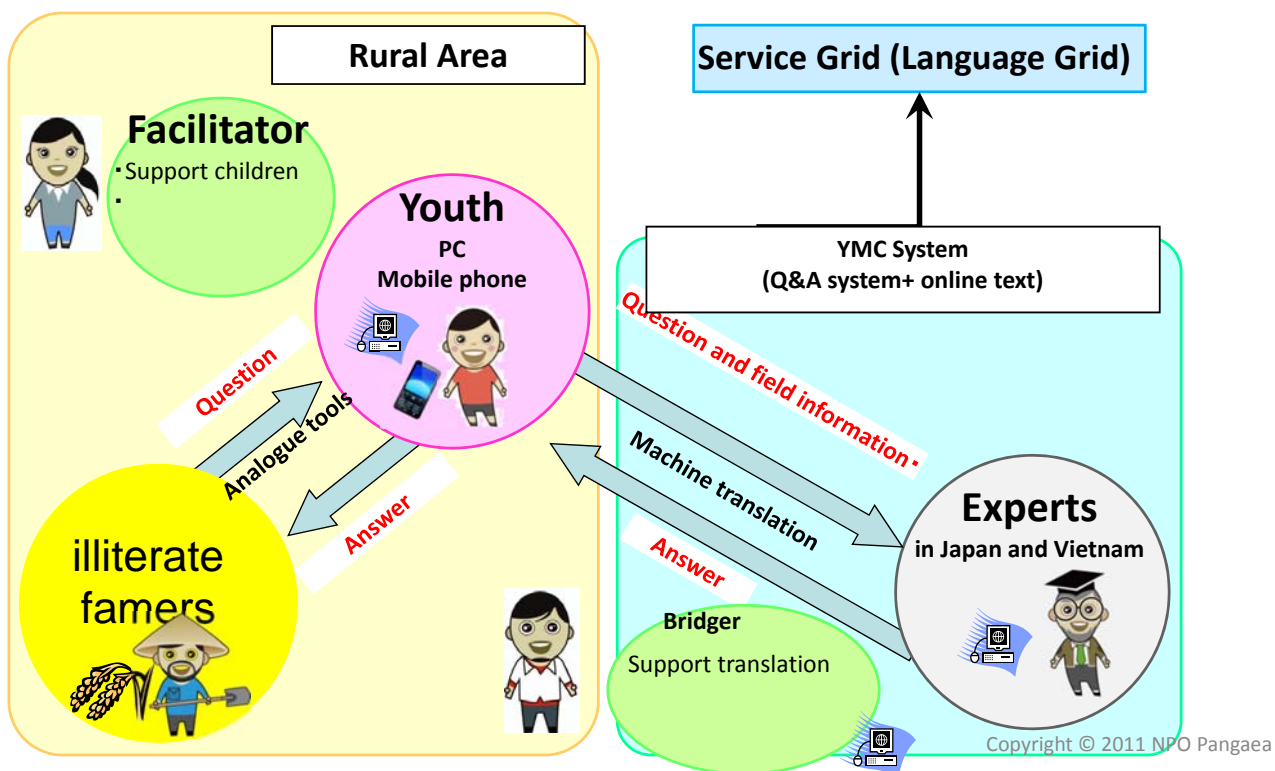 Rural Area
Service Grid (Language Grid)
Facilitator
・Support children
・
Youth
PC
Mobile phone
YMC System
(Q&A system+ online text)
Question
Analogue tools
Answer
Question and field information・
Machine translation
Answer
illiterate
famers
Experts
in Japan and Vietnam
Bridger
Support translation
Copyright © 2011 NPO Pangaea